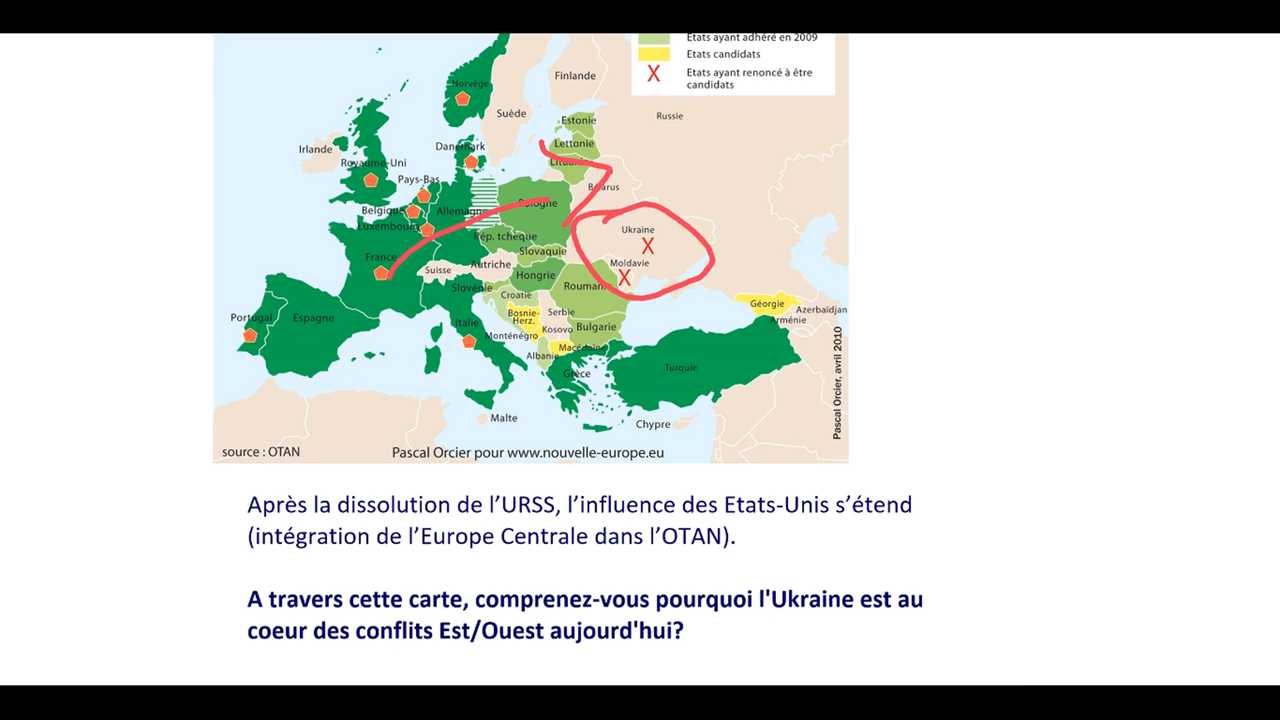 Etats ayant adhéré en 2009
Etats candidats
X Etats ayant renoncé à être
candidats
Norvège
Finlande
Suède
Russie
Estonie
Lettonie
Lituanie
Irlande
Danemark
Royaume-Uni
Pays-Bas
Bélarus
Pologne
Belgique
Allemagne
Luxembourg
Ukraine
X
Rép. tchèque
Slovaquie
France
Moldavie
X
Suisse
Autriche
Hongrie
Slovénie
Roumanie
Croatie
Géorgie
Azerbaïdjan
Arménie
Portugal
Espagne
Italie
Bosnie-
Herz.
Serbie
Kosovo
Bulgarie
Monténégro
Macédoine
Albanie
Grèce
Turquie
Malte
Chypre
Pascal Orcier, avril 2010
source : OTAN
Pascal Orcier pour www.nouvelle-europe.eu
Après la dissolution de l’URSS, l’influence des Etats-Unis s’étend
(intégration de l’Europe Centrale dans l’OTAN).
A travers cette carte, comprenez-vous pourquoi l'Ukraine est au
coeur des conflits Est/Ouest aujourd'hui?